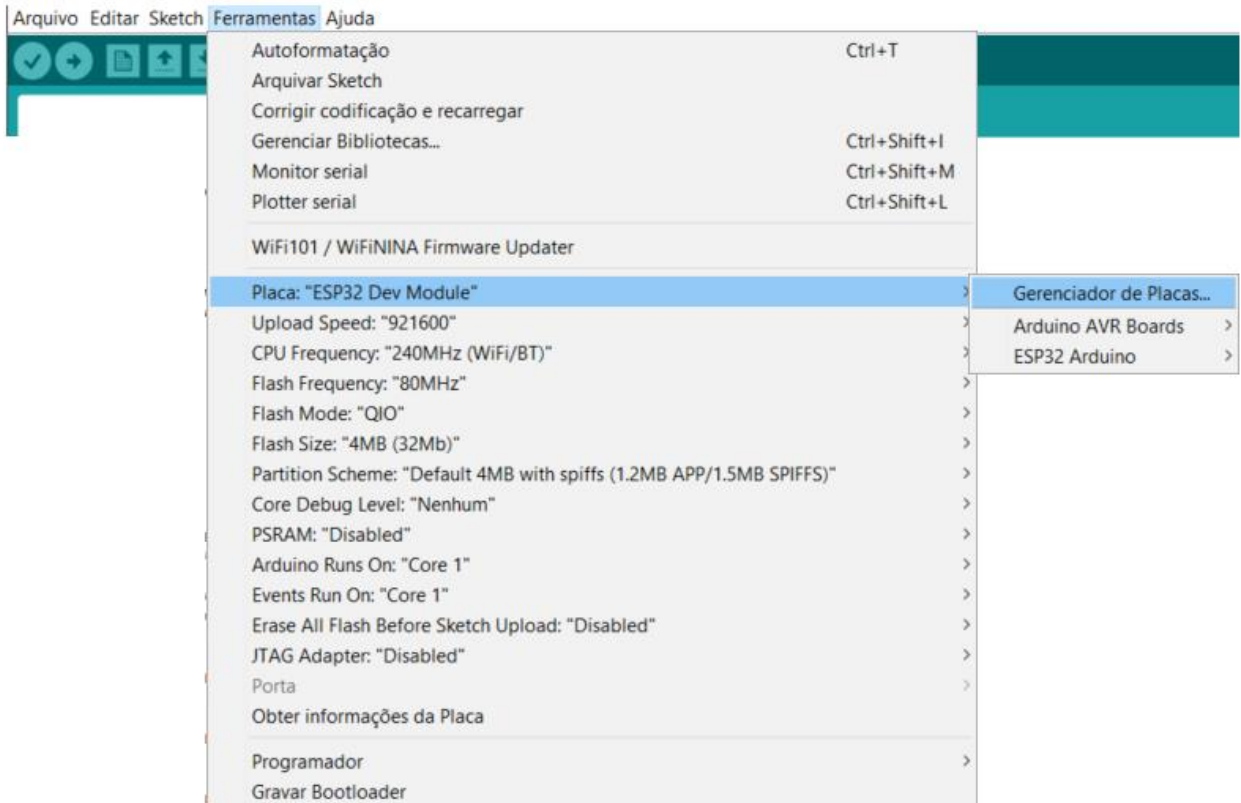 Arquivo Editar Sketch Ferramentas Ajuda
Autoformatação Ctrl+T
Arquivar Sketch
Corrigir codificação e recarregar
Gerenciar Bibliotecas... Ctrl+Shift+I
Monitor serial Ctrl+Shift+M
Plotter serial Ctrl+Shift+L
WiFi101 / WiFiNINA Firmware Updater
Placa: "ESP32 Dev Module"
Gerenciador de Placas...
Arduino AVR Boards
ESP32 Arduino
Upload Speed: "921600"
CPU Frequency: "240MHz (WiFi/BT)"
Flash Frequency: "80MHz"
Flash Mode: "QIO"
Flash Size: "4MB (32Mb)"
Partition Scheme: "Default 4MB with spiffs (1.2MB APP/1.5MB SPIFFS)"
Core Debug Level: "Nenhum"
PSRAM: "Disabled"
Arduino Runs On: "Core 1"
Events Run On: "Core 1"
Erase All Flash Before Sketch Upload: "Disabled"
JTAG Adapter: "Disabled"
Porta
Obter informações da Placa
Programador
Gravar Bootloader